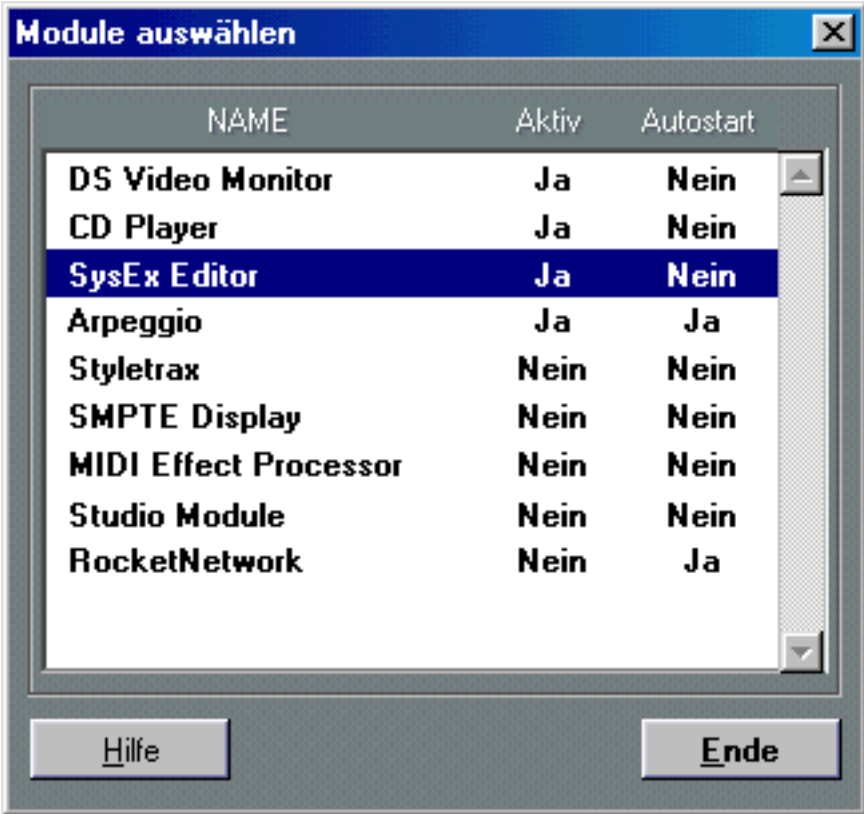 Module auswählen
NAME Aktiv Autostart
DS Video Monitor Ja Nein
CD Player Ja Nein
SysEx Editor Ja Nein
Arpeggio Ja Ja
Styletrax Nein Nein
SMPTE Display Nein Nein
MIDI Effect Processor Nein Nein
Studio Module Nein Nein
RocketNetwork Nein Ja
Hilfe Ende